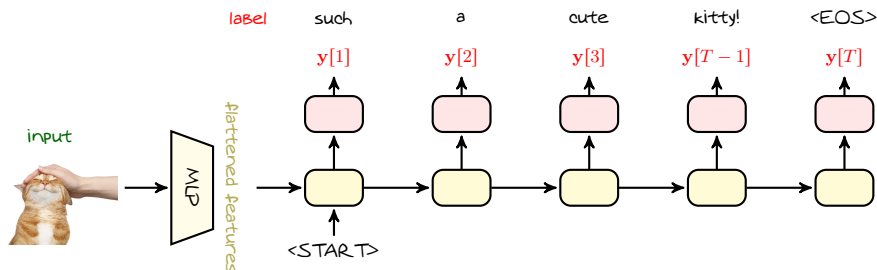 label such a cute kitty! <EOS>
y[1] y[2] y[3] y[T − 1] y[T]
input
MLP
flattened features
<START>